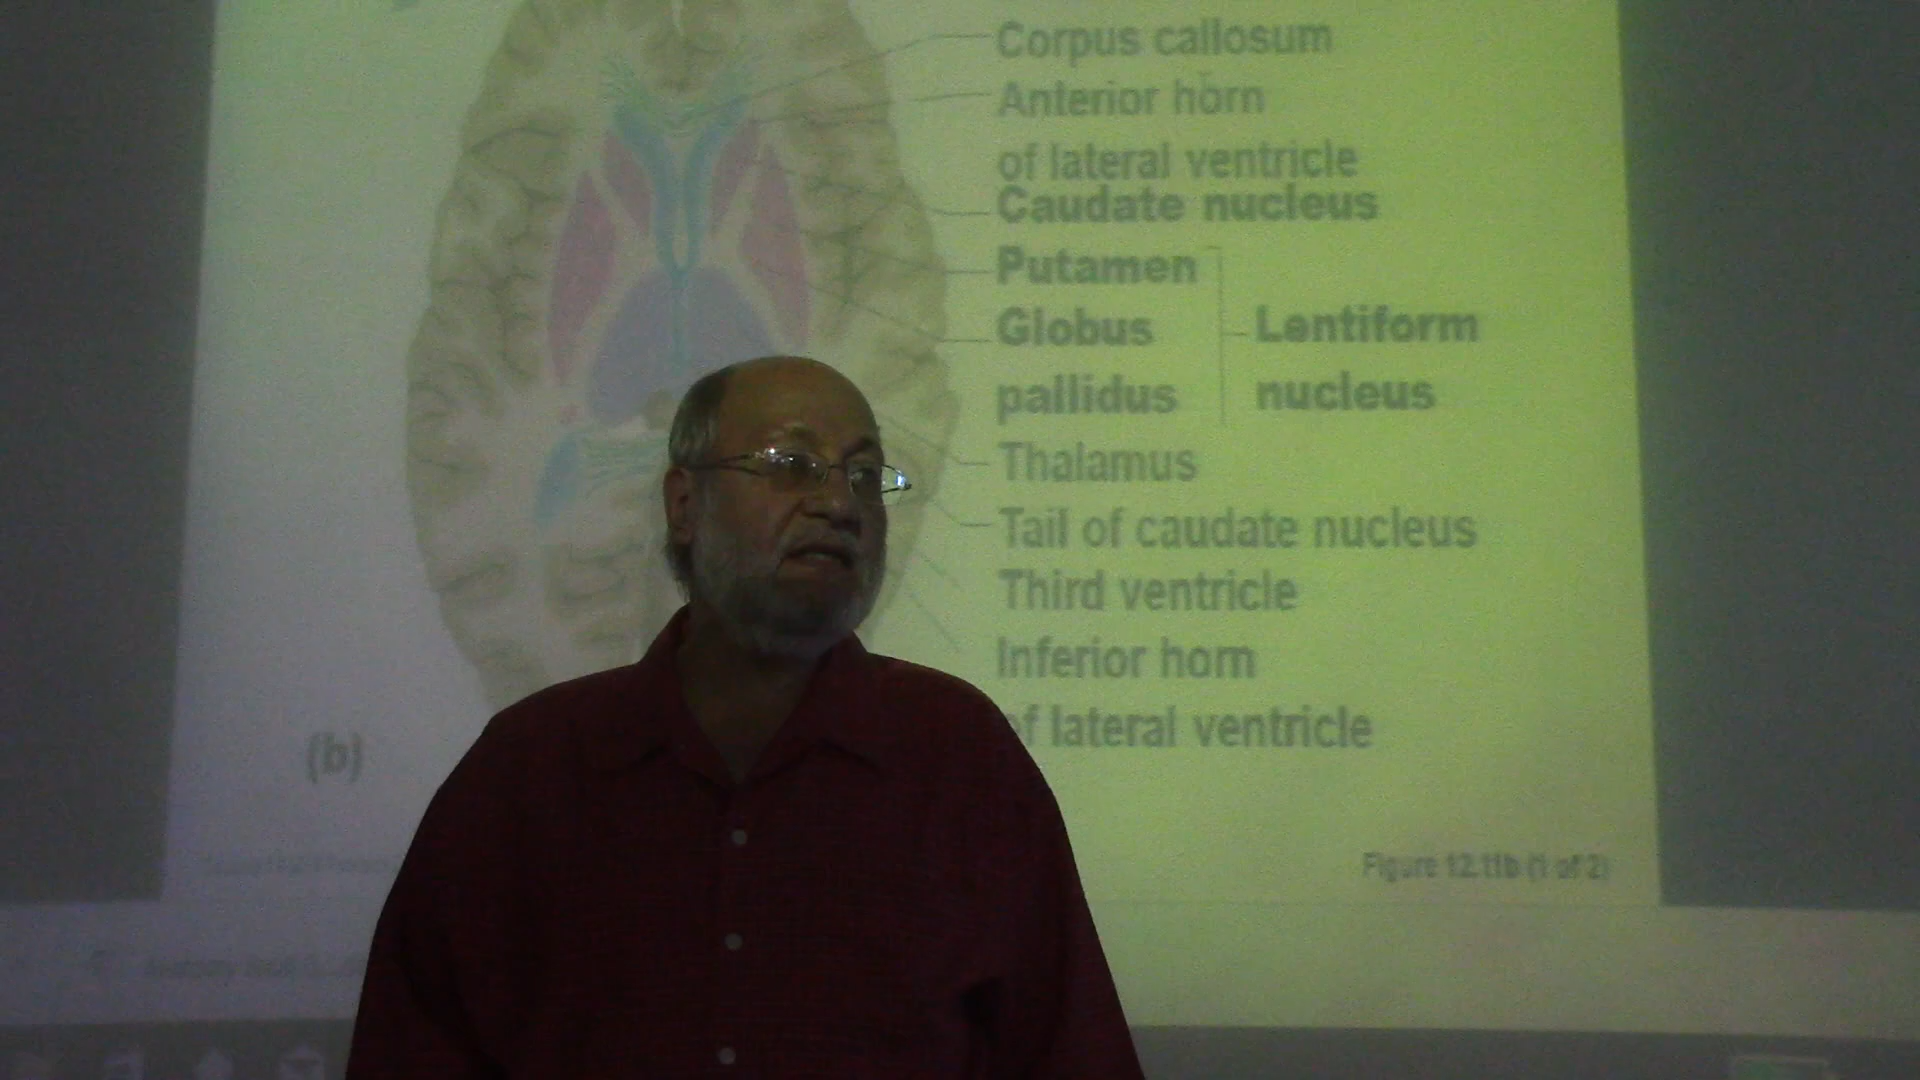 Corpus callosum
Anterior horn
of lateral ventricle
Caudate nucleus
Putamen
Globus
pallidus
Lentiform
nucleus
Thalamus
Tail of caudate nucleus
Third ventricle
Inferior horn
of lateral ventricle
(b)
Figure 12.11b (1 of 2)